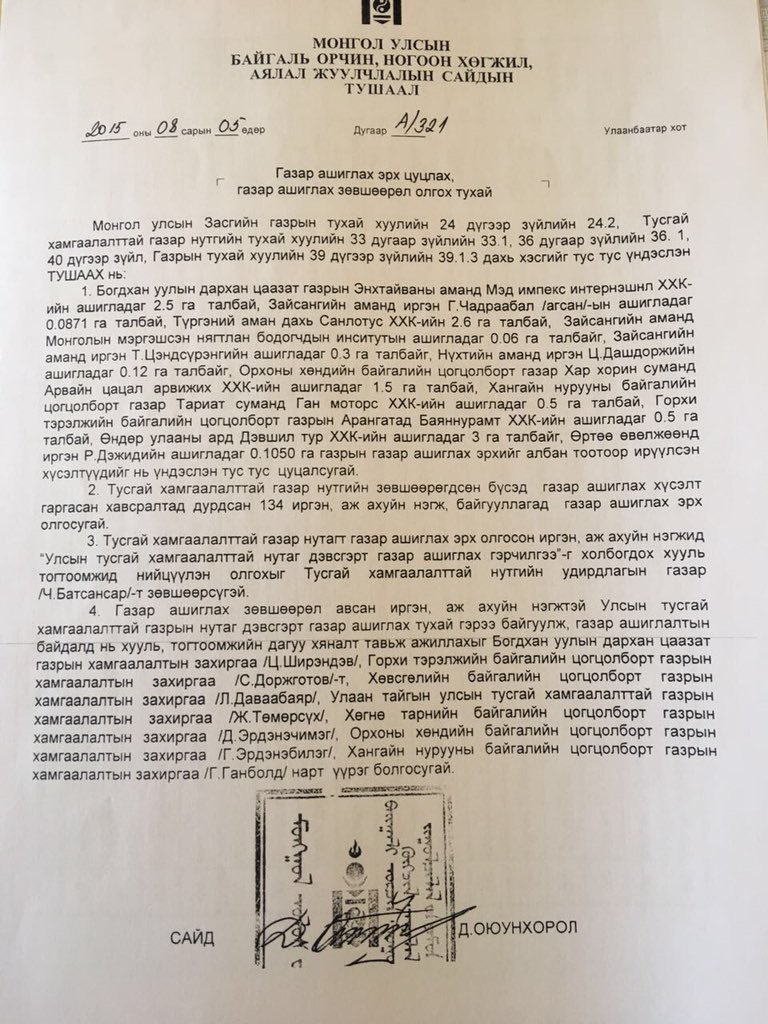 МОНГОЛ УЛСЫН
БАЙГАЛЬ ОРЧИН, НОГООН ХӨГЖИЛ,
АЯЛАЛ ЖУУЛЧЛАЛЫН САЙДЫН
ТУШААЛ
2015 оны 08 сарын 05 өдөр Дугаар А/321 Улаанбаатар хот
Газар ашиглах эрх цуцлах,
газар ашиглах зөвшөөрөл олгох тухай
Монгол улсын Засгийн газрын тухай хуулийн 24 дүгээр зүйлийн 24.2, Тусгай
хамгаалалттай газар нутгийн тухай хуулийн 33 дугаар зүйлийн 33.1, 36 дугаар зүйлийн 36. 1,
40 дүгээр зүйл, Газрын тухай хуулийн 39 дүгээр зүйлийн 39.1.3 дахь хэсгийг тус тус үндэслэн
ТУШААХ нь:
1. Богдхан уулын дархан цаазат газрын Энхтайваны аманд Мэд импекс интернэшнл ХХК-
ийн ашигладаг 2.5 га талбай, Зайсангийн аманд иргэн Г.Чадраабал /агсан/-ын ашигладаг
0.0871 га талбай, Түргэний аман дахь Санлотус ХХК-ийн 2.6 га талбай, Зайсангийн аманд
Монголын мэргэшсэн нягтлан бодогчдын инситутын ашигладаг 0.06 га талбайг, Зайсангийн
аманд иргэн Т.Цэндсүрэнгийн ашигладаг 0.3 га талбайг, Нүхтийн аманд иргэн Ц.Дашдоржийн
ашигладаг 0.12 га талбайг, Орхоны хөндийн байгалийн цогцолборт газар Хар хорин суманд
Арвайн цацал арвижих ХХК-ийн ашигладаг 1.5 га талбай, Хангайн нурууны байгалийн
цогцолборт газар Тариат суманд Ган моторс ХХК-ийн ашигладаг 0.5 га талбай, Горхи
тэрэлжийн байгалийн цогцолборт газрын Арангатад Баяннурамт ХХК-ийн ашигладаг 0.5 га
талбай, Өндөр улааны ард Дэвшил тур ХХК-ийн ашигладаг 3 га талбайг, Өртөө өвөлжөөнд
иргэн Р.Дэжидийн ашигладаг 0.1050 га газрын газар ашиглах эрхийг албан тоотоор ирүүлсэн
хүсэлтүүдийг нь үндэслэн тус тус цуцалсугай.
2. Тусгай хамгаалалттай газар нутгийн зөвшөөрөгдсөн бүсэд газар ашиглах хүсэлт
гаргасан хавсралтад дурдсан 134 иргэн, аж ахуйн нэгж, байгууллагад газар ашиглах эрх
олгосугай.
3. Тусгай хамгаалалттай газар нутагт газар ашиглах эрх олгосон иргэн, аж ахуйн нэгжид
“Улсын тусгай хамгаалалттай нутаг дэвсгэрт газар ашиглах гэрчилгээ”-г холбогдох хууль
тогтоомжид нийцүүлэн олгохыг Тусгай хамгаалалттай нутгийн удирдлагын газар
/Ч.Батсансар/-т зөвшөөрсүгэй.
4. Газар ашиглах зөвшөөрөл авсан иргэн, аж ахуйн нэгжтэй Улсын тусгай
хамгаалалттай газрын нутаг дэвсгэрт газар ашиглах тухай гэрээ байгуулж, газар ашиглалтын
байдалд нь хууль, тогтоомжийн дагуу хяналт тавьж ажиллахыг Богдхан уулын дархан цаазат
газрын хамгаалалтын захиргаа /Ц.Ширэндэв/, Горхи тэрэлжийн байгалийн цогцолборт газрын
хамгаалалтын захиргаа /С.Доржготов/-т, Хөвсгөлийн байгалийн цогцолборт газрын
хамгаалалтын захиргаа /Л.Даваабаяр/, Улаан тайгын улсын тусгай хамгаалалттай газрын
хамгаалалтын захиргаа /Ж.Төмөрсүх/, Хөгнө тарнийн байгалийн цогцолборт газрын
хамгаалалтын захиргаа /Д.Эрдэнэчимэг/, Орхоны хөндийн байгалийн цогцолборт газрын
хамгаалалтын захиргаа /Г.Эрдэнэбилэг/, Хангайн нурууны байгалийн цогцолборт газрын
хамгаалалтын захиргаа /Г.Ганболд/ нарт үүрэг болгосугай.
САЙД Д.ОЮУНХОРОЛ